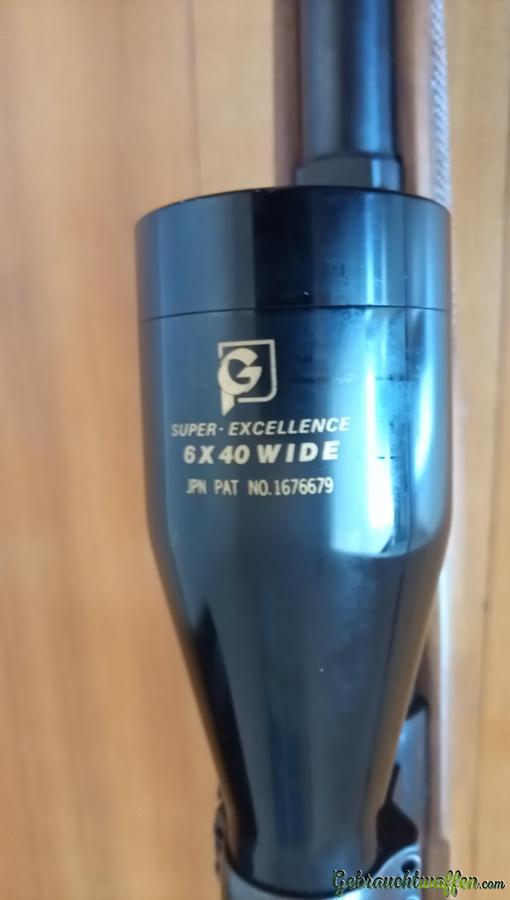 G
SUPER-EXCELLENCE
6X40 WIDE
JPN PAT NO.1676679
Gebrauchtwaffen.com